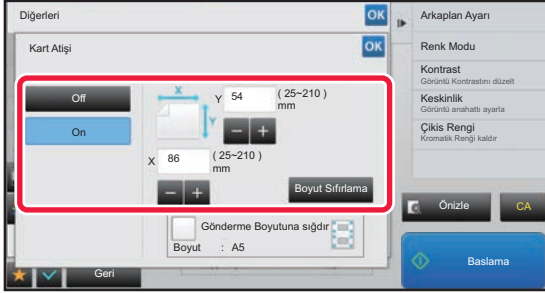 Diğerleri
OK
Kart Atişi
OK
Off
On
X
Y
Y 54 ( 25~210 )
mm
X 86 ( 25~210 )
mm
Boyut Sıfırlama
Gönderme Boyutuna sığdır
Boyut : A5
Geri
Arkaplan Ayarı
Renk Modu
Kontrast
Görüntü Kontrastını düzelt
Keskinlik
Görüntü anahattı ayarla
Çikis Rengi
Kromatik Renği kaldır
Önizle
CA
Baslama